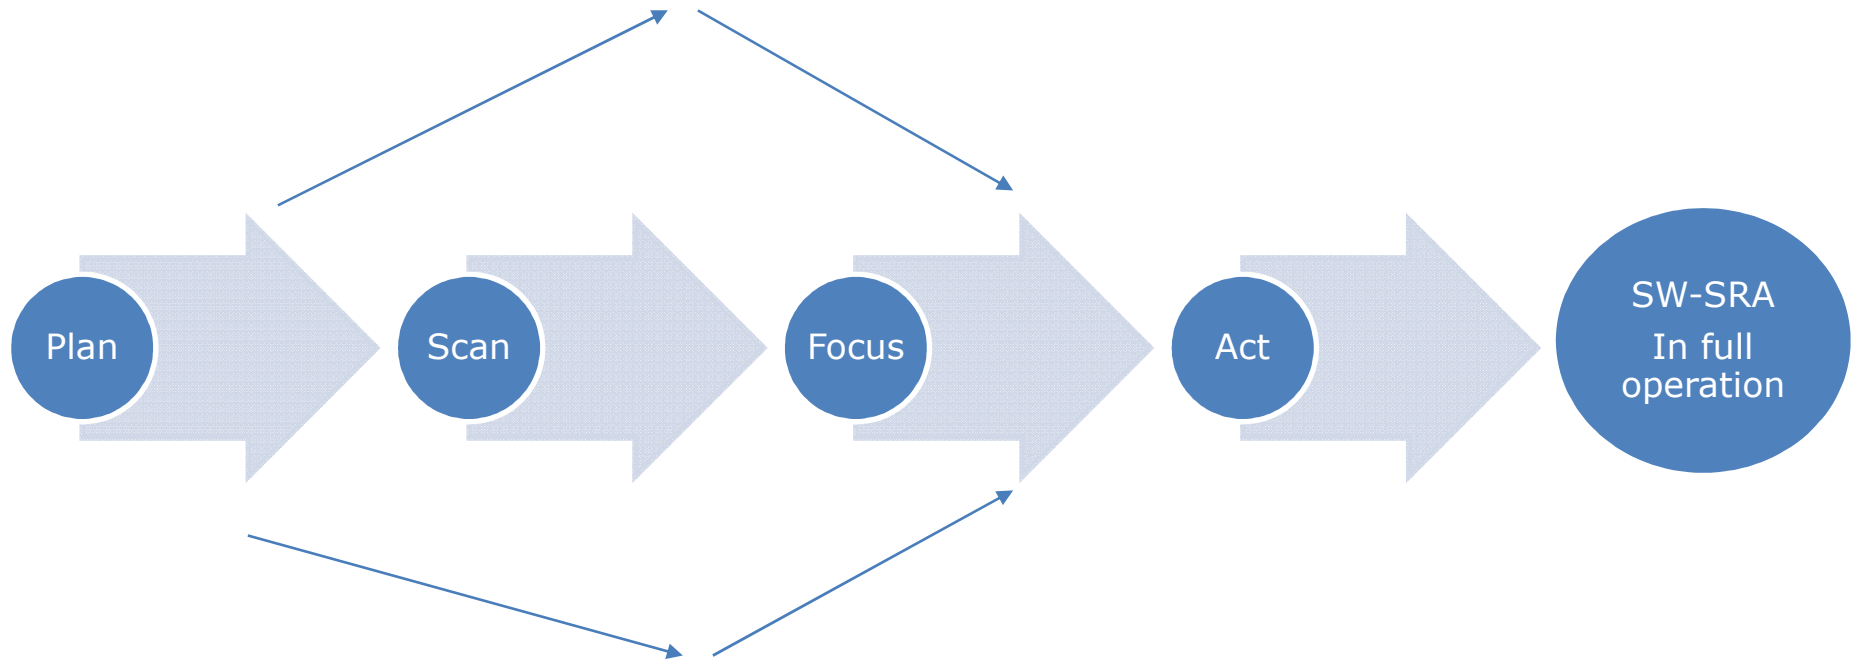 Plan
Scan
Focus
Act
SW-SRA
In full
operation